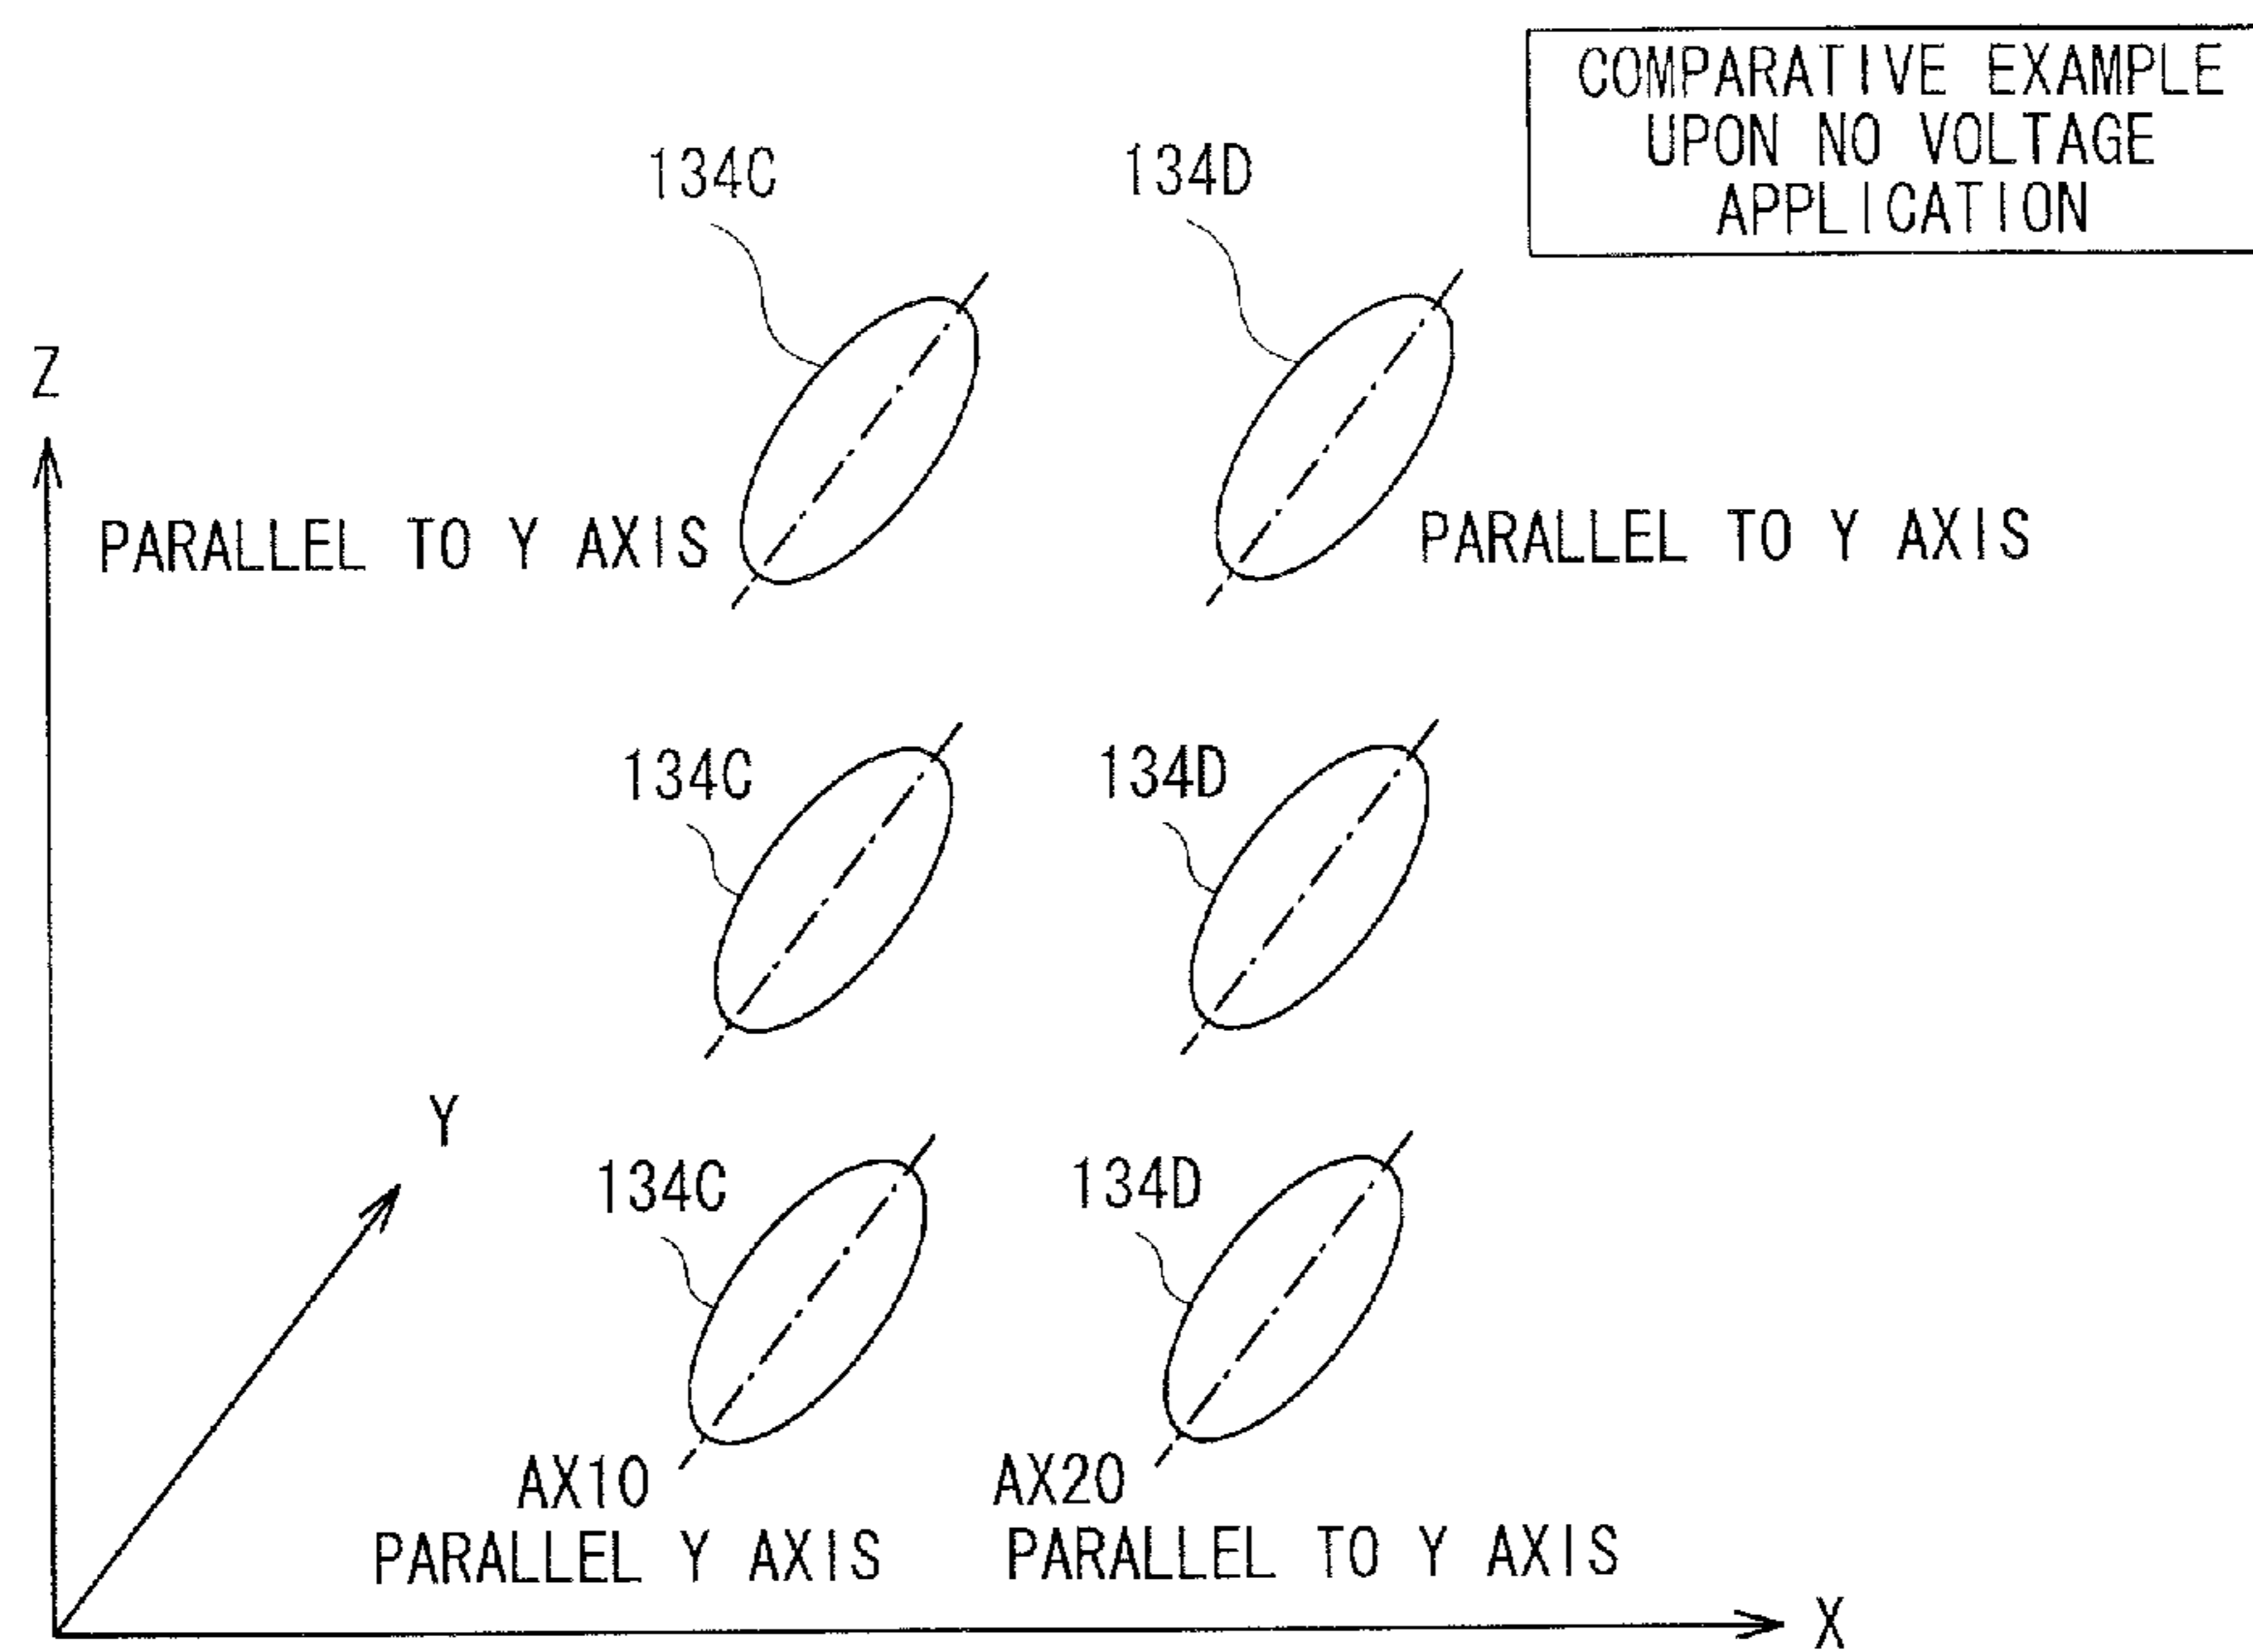 COMPARATIVE EXAMPLE
UPON NO VOLTAGE
APPLICATION
134C
134D
Z
PARALLEL TO Y AXIS
PARALLEL TO Y AXIS
134C
134D
Y
134C
134D
AX10
AX20
PARALLEL Y AXIS
PARALLEL TO Y AXIS
X